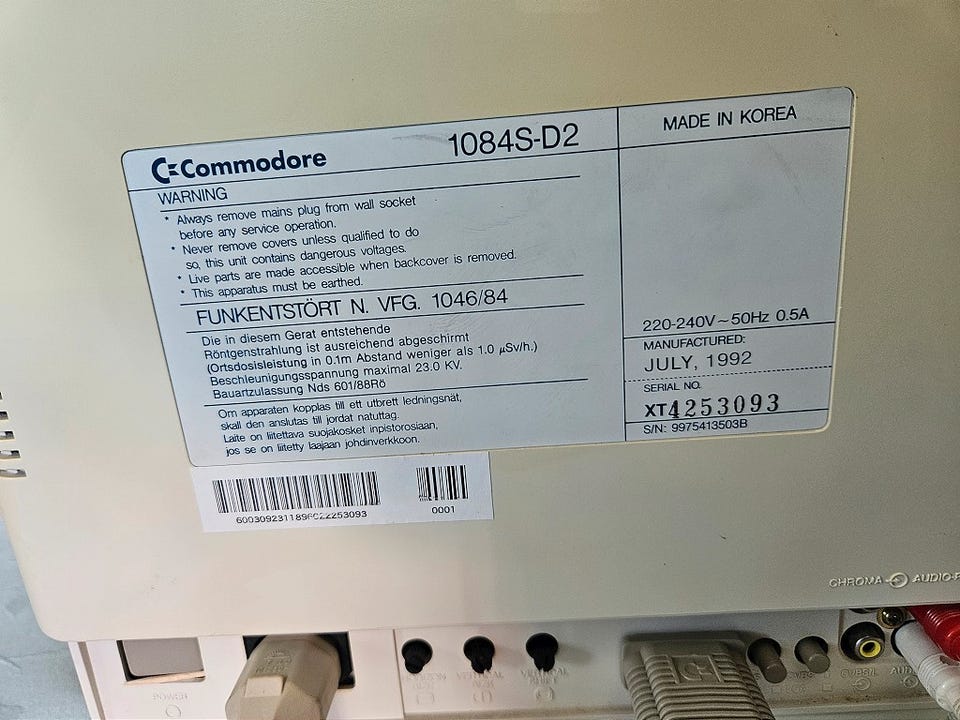 Commodore
1084S-D2
WARNING
* Always remove mains plug from wall socket
before any service operation.
* Never remove covers unless qualified to do
so, this unit contains dangerous voltages.
* Live parts are made accessible when backcover is removed.
* This apparatus must be earthed.
FUNKENTSTÖRT N. VFG. 1046/84
Die in diesem Gerat entstehende
Röntgenstrahlung ist ausreichend abgeschirmt
(Ortsdosisleistung in 0.1m Abstand weniger als 1.0 µSv/h.)
Beschleunigungsspannung maximal 23.0 KV.
Bauartzulassung Nds 601/88Rö
Om apparaten kopplas till ett utbrett ledningsnät,
skall den anslutas till jordat natuttag.
Laite on liitettava suojakosket inpistorosiaan,
jos se on liitetty laajaan johdinverkkoon.
MADE IN KOREA
220-240V~50Hz 0.5A
MANUFACTURED:
JULY, 1992
SERIAL NO.
XT4253093
S/N: 9975413503B
0001
CHROMA
AUDIO-R